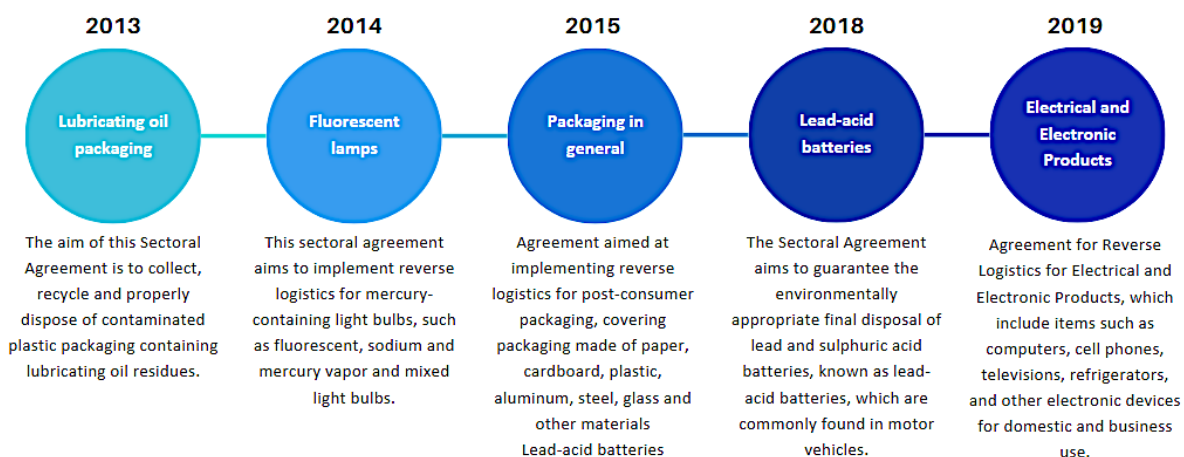 2013
Lubricating oil
packaging
The aim of this Sectoral
Agreement is to collect,
recycle and properly
dispose of contaminated
plastic packaging containing
lubricating oil residues.
2014
Fluorescent
lamps
This sectoral agreement
aims to implement reverse
logistics for mercury-
containing light bulbs, such
as fluorescent, sodium and
mercury vapor and mixed
light bulbs.
2015
Packaging in
general
Agreement aimed at
implementing reverse
logistics for post-consumer
packaging, covering
packaging made of paper,
cardboard, plastic,
aluminum, steel, glass and
other materials
Lead-acid batteries
2018
Lead-acid
batteries
The Sectoral Agreement
aims to guarantee the
environmentally
appropriate final disposal of
lead and sulphuric acid
batteries, known as lead-
acid batteries, which are
commonly found in motor
vehicles.
2019
Electrical and
Electronic
Products
Agreement for Reverse
Logistics for Electrical and
Electronic Products, which
include items such as
computers, cell phones,
televisions, refrigerators,
and other electronic devices
for domestic and business
use.